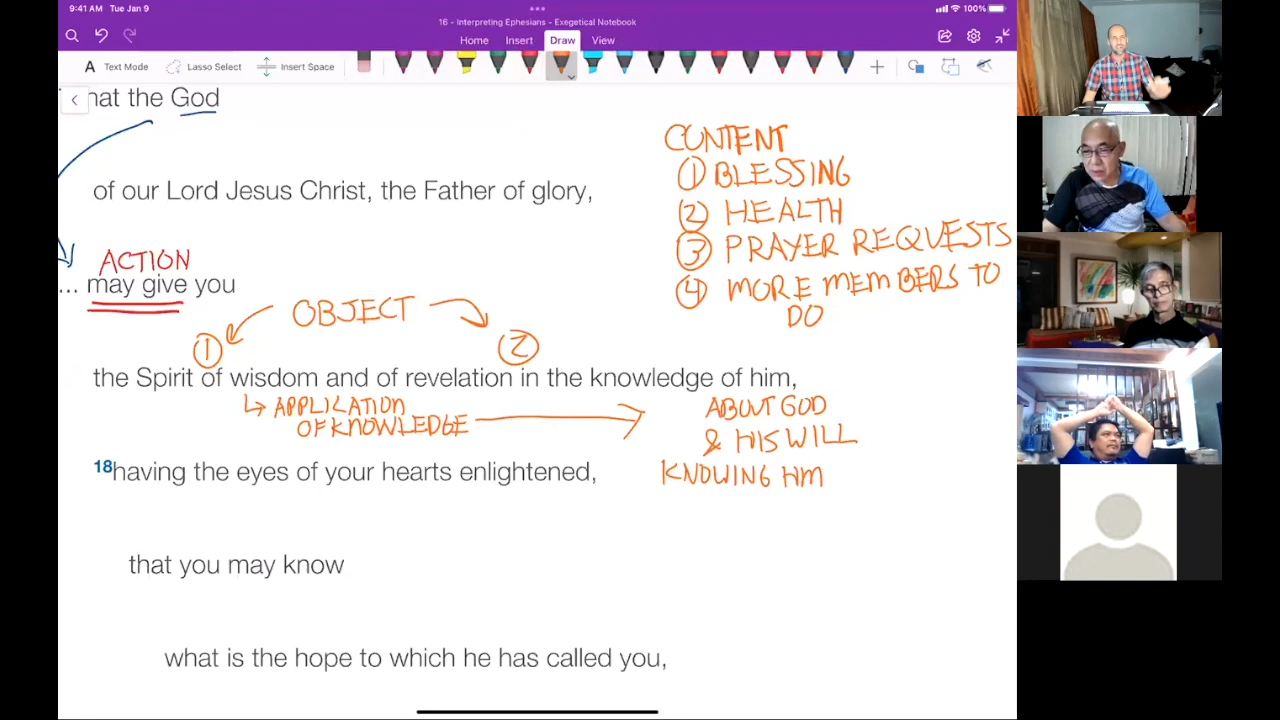 9:41 AM Tue Jan 9
100%
16 - Interpreting Ephesians - Exegetical Notebook
Home Insert Draw View
A Text Mode Lasso Select Insert Space
hat the God
of our Lord Jesus Christ, the Father of glory,
ACTION
... may give you
OBJECT
1 2
the Spirit of wisdom and of revelation in the knowledge of him,
APPLICATION
OF KNOWLEDGE
ABOUT GOD
& HIS WILL
18having the eyes of your hearts enlightened,
KNOWING HM
that you may know
what is the hope to which he has called you,
CONTENT
1 BLESSING
2 HEALTH
3 PRAYER REQUESTS
4 MORE MEMBERS TO
DO